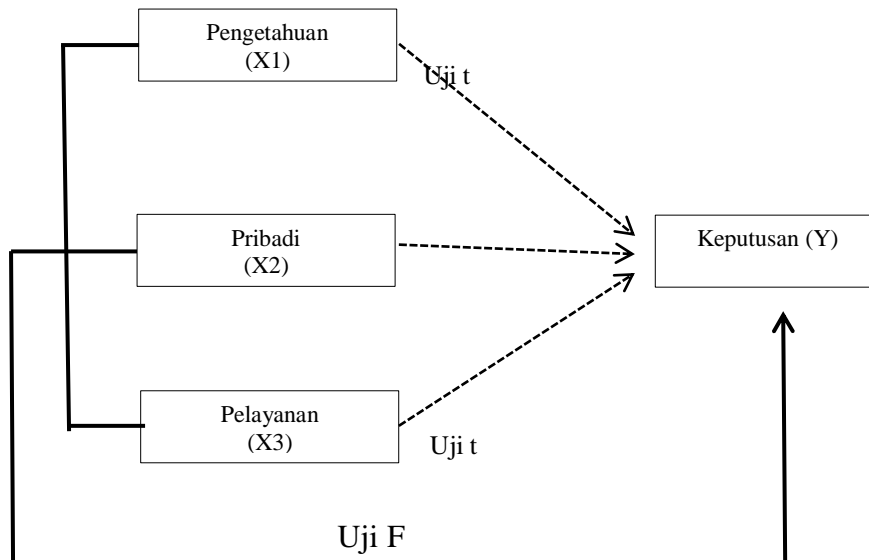 Pengetahuan
(X1)
Uji t
Pribadi
(X2)
Keputusan (Y)
Pelayanan
(X3)
Uji t
Uji F